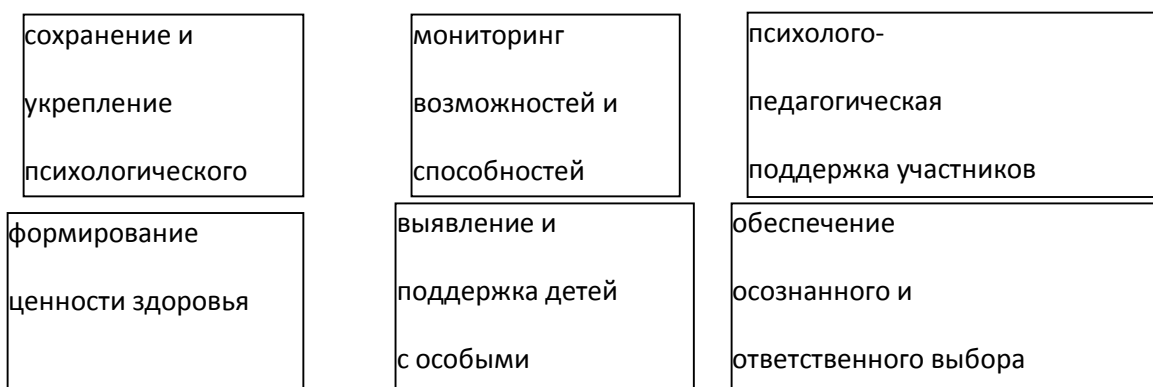 сохранение и
укрепление
психологического
мониторинг
возможностей и
способностей
психолого-
педагогическая
поддержка участников
формирование
ценности здоровья
выявление и
поддержка детей
с особыми
обеспечение
осознанного и
ответственного выбора